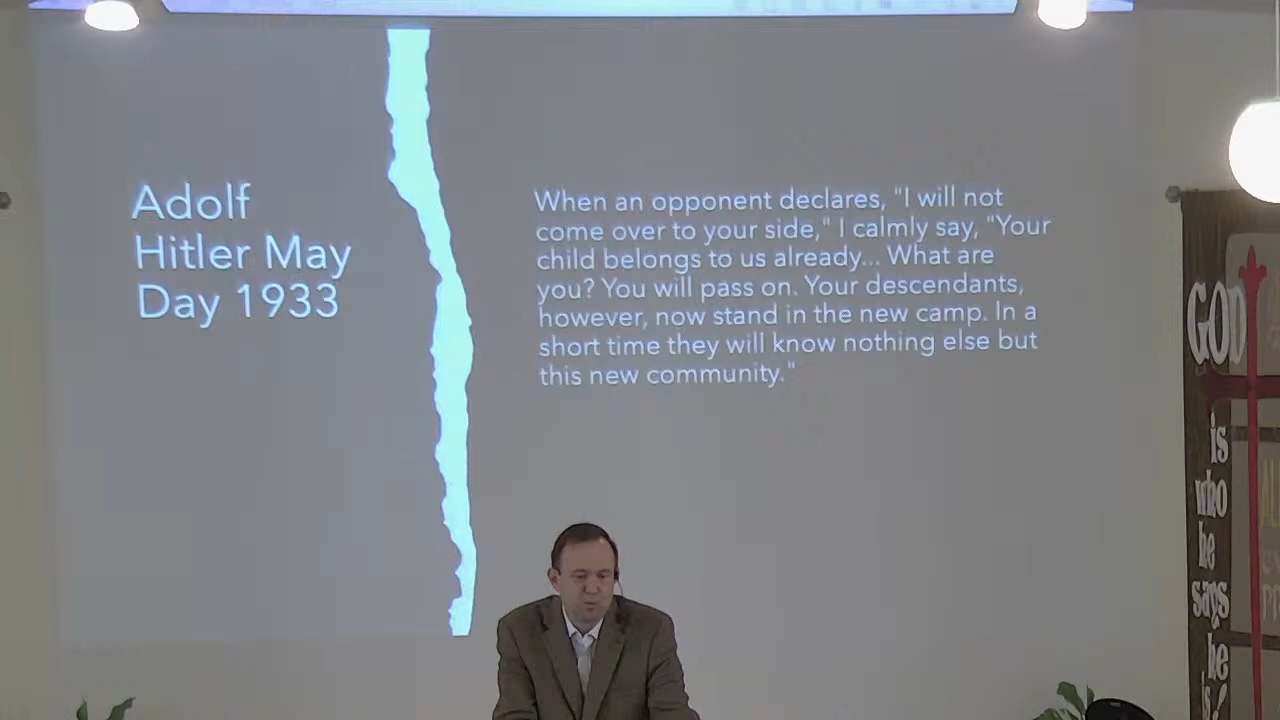 Adolf
Hitler May
Day 1933
When an opponent declares, "I will not
come over to your side," I calmly say, "Your
child belongs to us already... What are
you? You will pass on. Your descendants,
however, now stand in the new camp. In a
short time they will know nothing else but
this new community."
GOD
is
who
he
says
he
is!